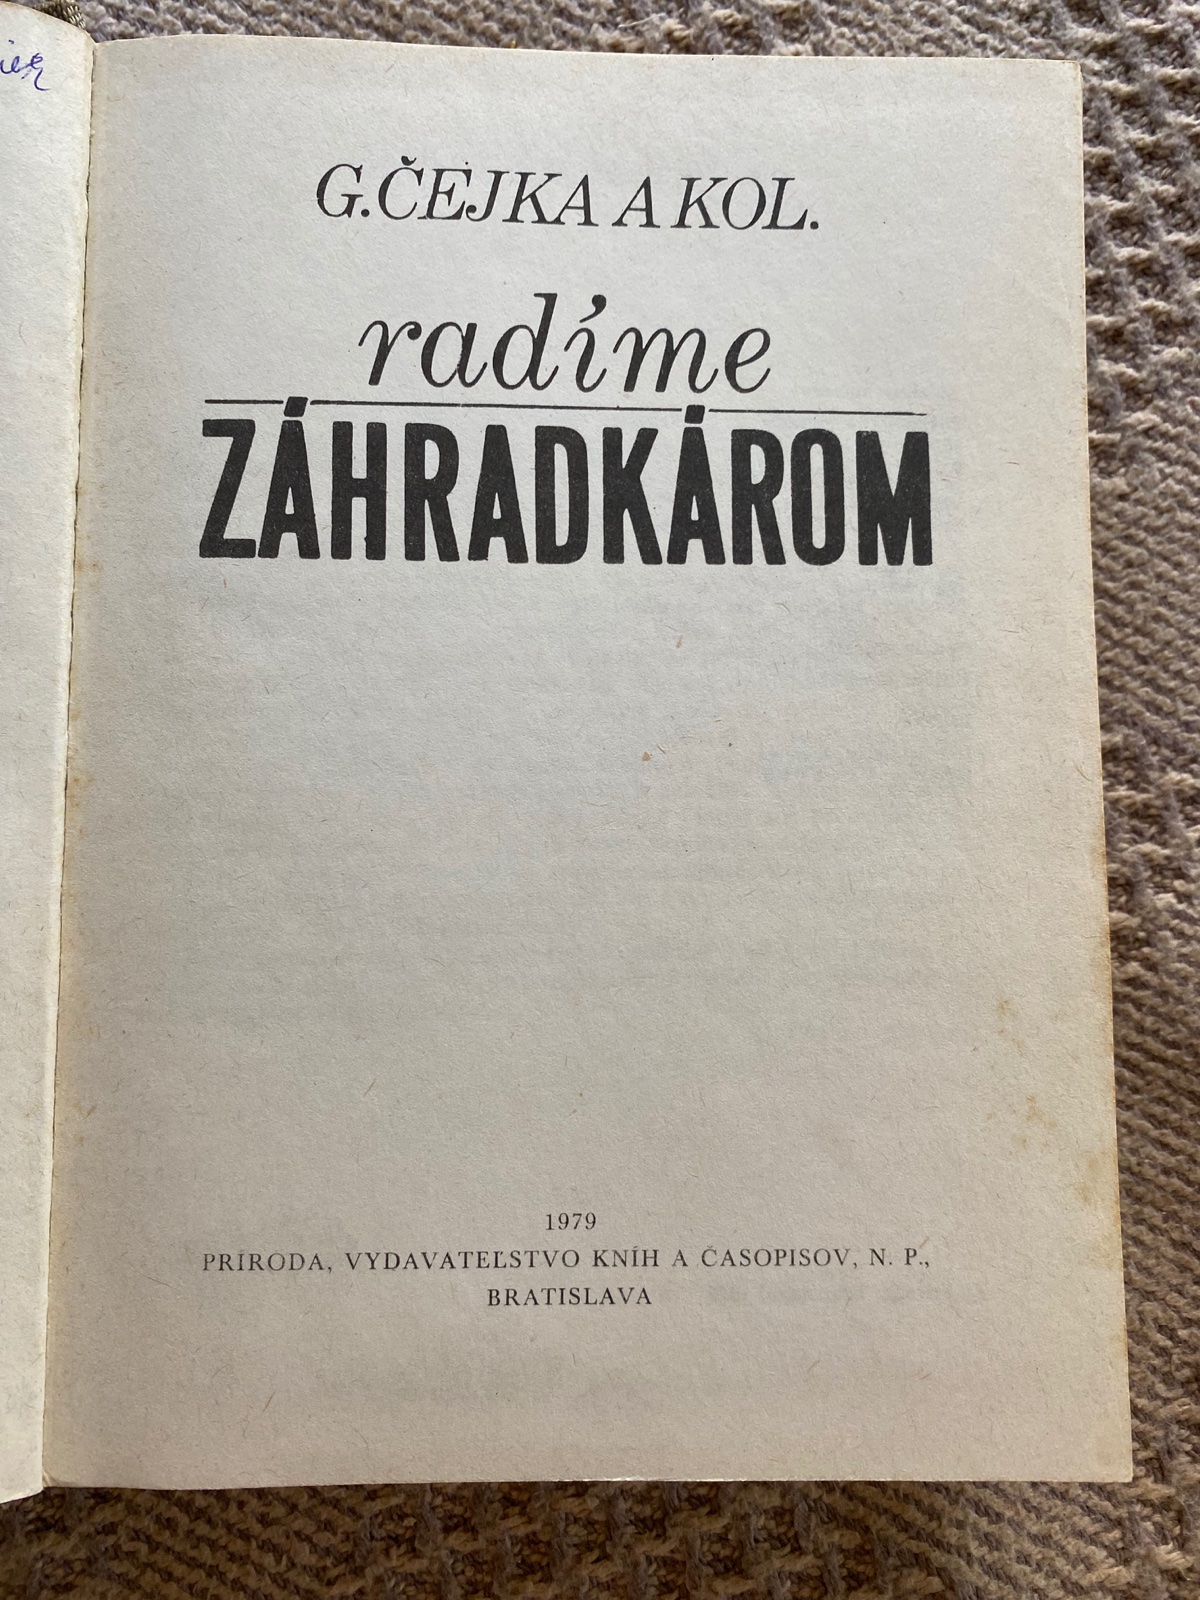 G. ČEJKA A KOL.
radíme
ZÁHRADKÁROM
1979
PRÍRODA, VYDAVATEĽSTVO KNÍH A ČASOPISOV, N. P.,
BRATISLAVA